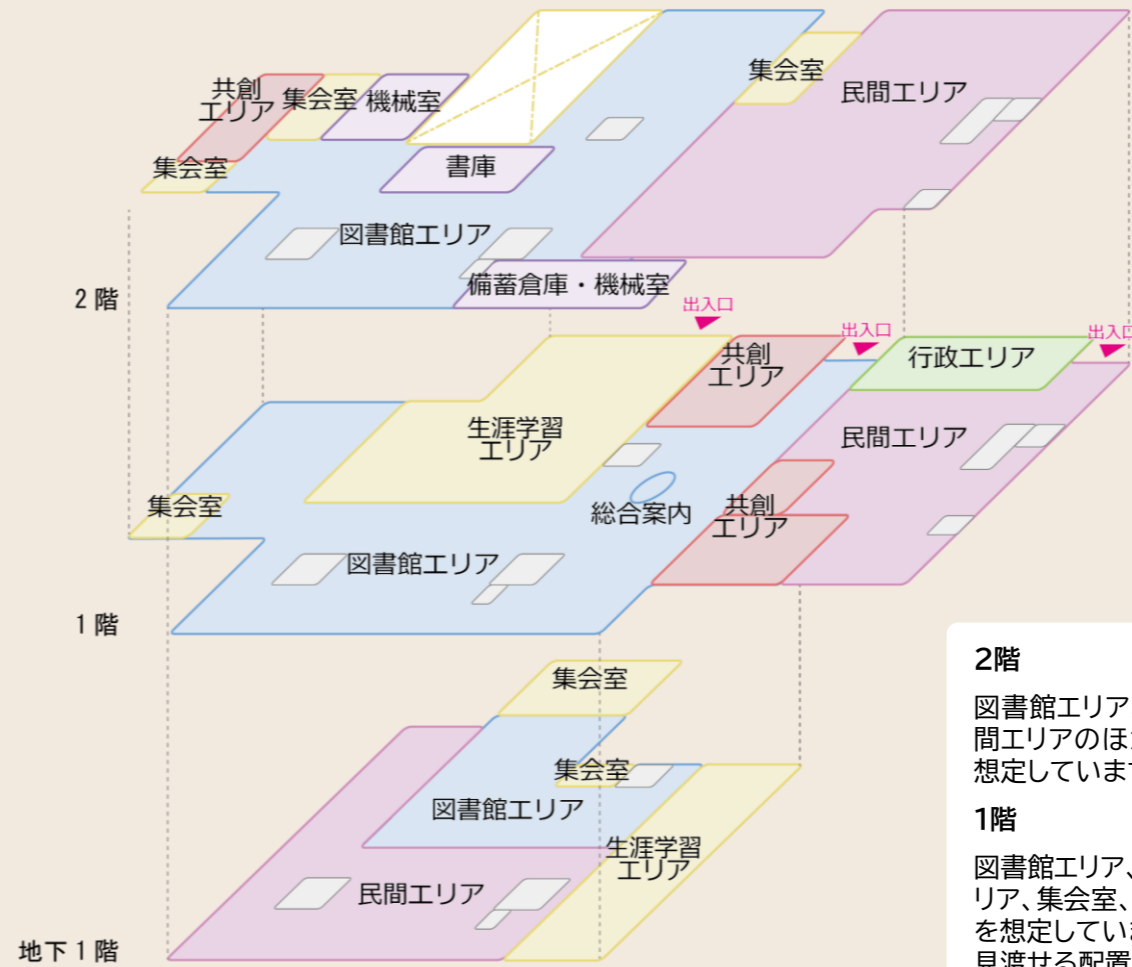 共創
エリア
集会室
機械室
集会室
集会室
民間エリア
書庫
図書館エリア
備蓄倉庫・機械室
2階
出入口
出入口
出入口
共創
エリア
行政エリア
生涯学習
エリア
民間エリア
集会室
総合案内
共創
エリア
図書館エリア
1階
集会室
集会室
図書館エリア
生涯学習
エリア
民間エリア
地下1階
2階
図書館エリア
間エリアのほ
想定しています
1階
図書館エリア、
リア、集会室、
を想定していま
見渡せる配置